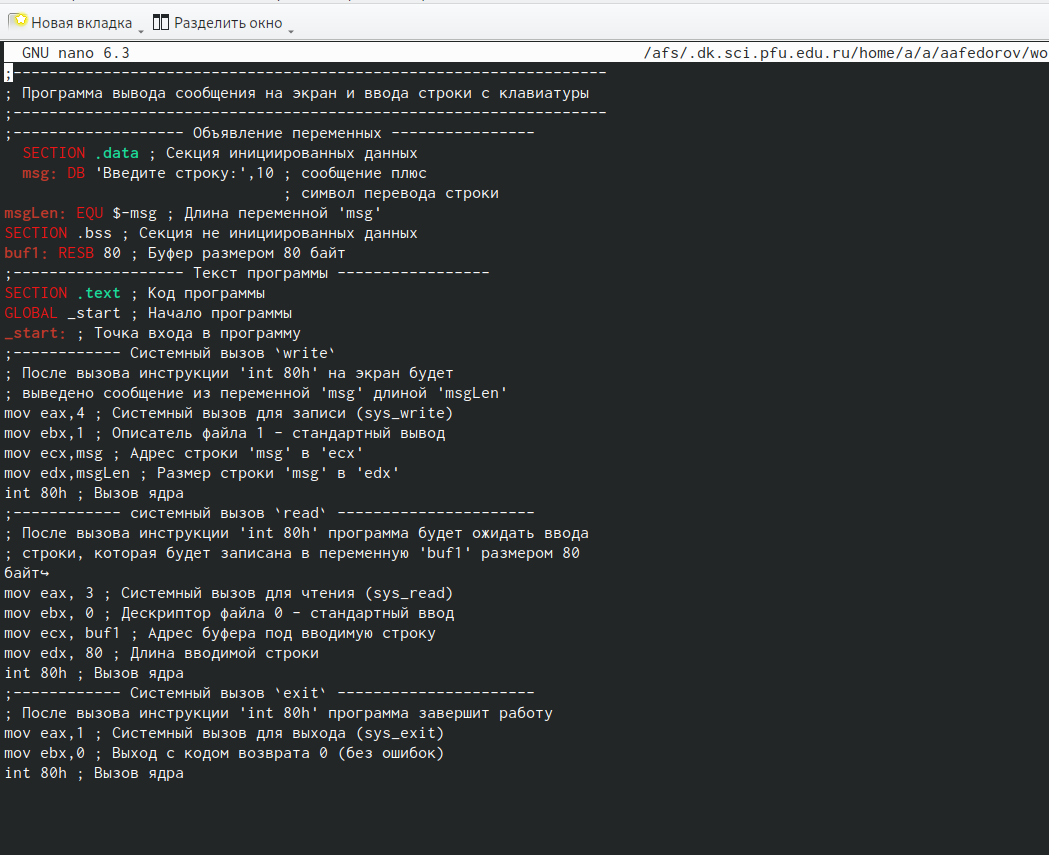 Новая вкладка Разделить окно
GNU nano 6.3 /afs/.dk.sci.pfu.edu.ru/home/a/a/aafedorov/wo
;------------------------------------------------------------------
; Программа вывода сообщения на экран и ввода строки с клавиатуры
;------------------------------------------------------------------
;------------------- Объявление переменных ----------------
SECTION .data ; Секция инициированных данных
msg: DB 'Введите строку:',10 ; сообщение плюс
; символ перевода строки
msgLen: EQU $-msg ; Длина переменной 'msg'
SECTION .bss ; Секция не инициированных данных
buf1: RESB 80 ; Буфер размером 80 байт
;------------------- Текст программы -----------------
SECTION .text ; Код программы
GLOBAL _start ; Начало программы
_start: ; Точка входа в программу
;------------ Системный вызов `write`
; После вызова инструкции 'int 80h' на экран будет
; выведено сообщение из переменной 'msg' длиной 'msgLen'
mov eax,4 ; Системный вызов для записи (sys_write)
mov ebx,1 ; Описатель файла 1 - стандартный вывод
mov ecx,msg ; Адрес строки 'msg' в 'ecx'
mov edx,msgLen ; Размер строки 'msg' в 'edx'
int 80h ; Вызов ядра
;------------ системный вызов `read` ----------------------
; После вызова инструкции 'int 80h' программа будет ожидать ввода
; строки, которая будет записана в переменную 'buf1' размером 80
байт↪
mov eax, 3 ; Системный вызов для чтения (sys_read)
mov ebx, 0 ; Дескриптор файла 0 - стандартный ввод
mov ecx, buf1 ; Адрес буфера под вводимую строку
mov edx, 80 ; Длина вводимой строки
int 80h ; Вызов ядра
;------------ Системный вызов `exit` ----------------------
; После вызова инструкции 'int 80h' программа завершит работу
mov eax,1 ; Системный вызов для выхода (sys_exit)
mov ebx,0 ; Выход с кодом возврата 0 (без ошибок)
int 80h ; Вызов ядра